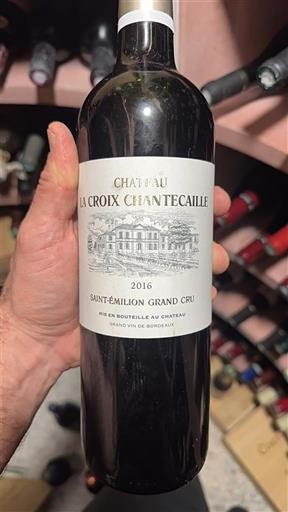 CHATEAU
LA CROIX CHANTECAILLE
2016
SAINT-ÉMILION GRAND CRU
MIS EN BOUTEILLE AU CHATEAU
GRAND VIN DE BORDEAUX